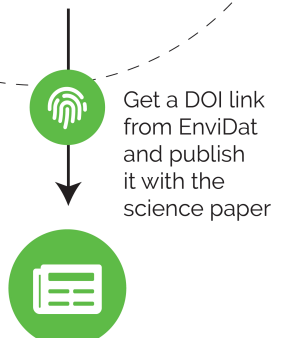 Get a DOI link
from EnviDat
and publish
it with the
science paper